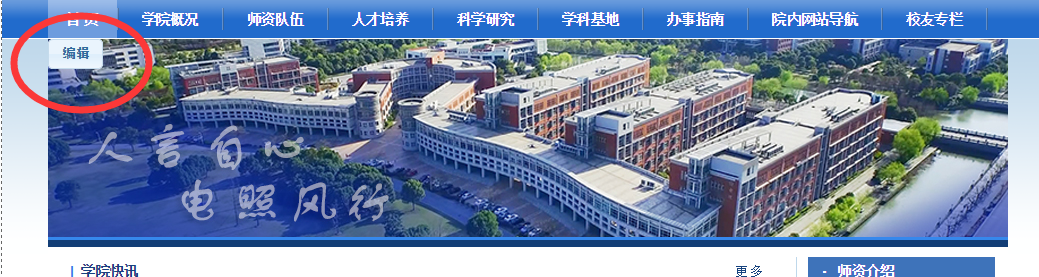 首 页 学院概况 师资队伍 人才培养 科学研究 学科基地 办事指南 院内网站导航 校友专栏
编辑
人言自心
电照风行
学院快讯 更多 · 师资介绍